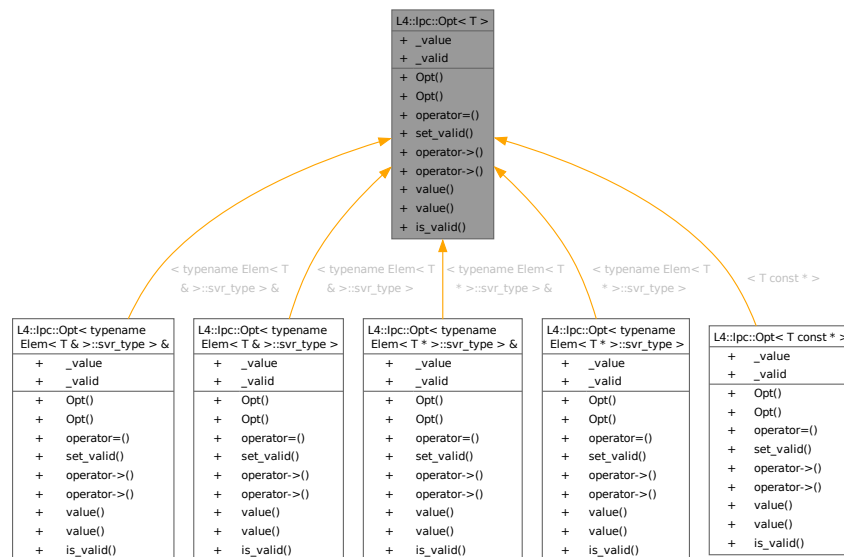 L4::Ipc::Opt< T >
+ _value
+ _valid
+ Opt()
+ Opt()
+ operator=()
+ set_valid()
+ operator->()
+ operator->()
+ value()
+ value()
+ is_valid()
< typename Elem< T
& >::svr_type > &
< typename Elem< T
& >::svr_type >
< typename Elem< T
* >::svr_type > &
< typename Elem< T
* >::svr_type >
< T const * >
L4::Ipc::Opt< typename
Elem< T & >::svr_type > &
+ _value
+ _valid
+ Opt()
+ Opt()
+ operator=()
+ set_valid()
+ operator->()
+ operator->()
+ value()
+ value()
+ is_valid()
L4::Ipc::Opt< typename
Elem< T & >::svr_type >
+ _value
+ _valid
+ Opt()
+ Opt()
+ operator=()
+ set_valid()
+ operator->()
+ operator->()
+ value()
+ value()
+ is_valid()
L4::Ipc::Opt< typename
Elem< T * >::svr_type > &
+ _value
+ _valid
+ Opt()
+ Opt()
+ operator=()
+ set_valid()
+ operator->()
+ operator->()
+ value()
+ value()
+ is_valid()
L4::Ipc::Opt< typename
Elem< T * >::svr_type >
+ _value
+ _valid
+ Opt()
+ Opt()
+ operator=()
+ set_valid()
+ operator->()
+ operator->()
+ value()
+ value()
+ is_valid()
L4::Ipc::Opt< T const * >
+ _value
+ _valid
+ Opt()
+ Opt()
+ operator=()
+ set_valid()
+ operator->()
+ operator->()
+ value()
+ value()
+ is_valid()